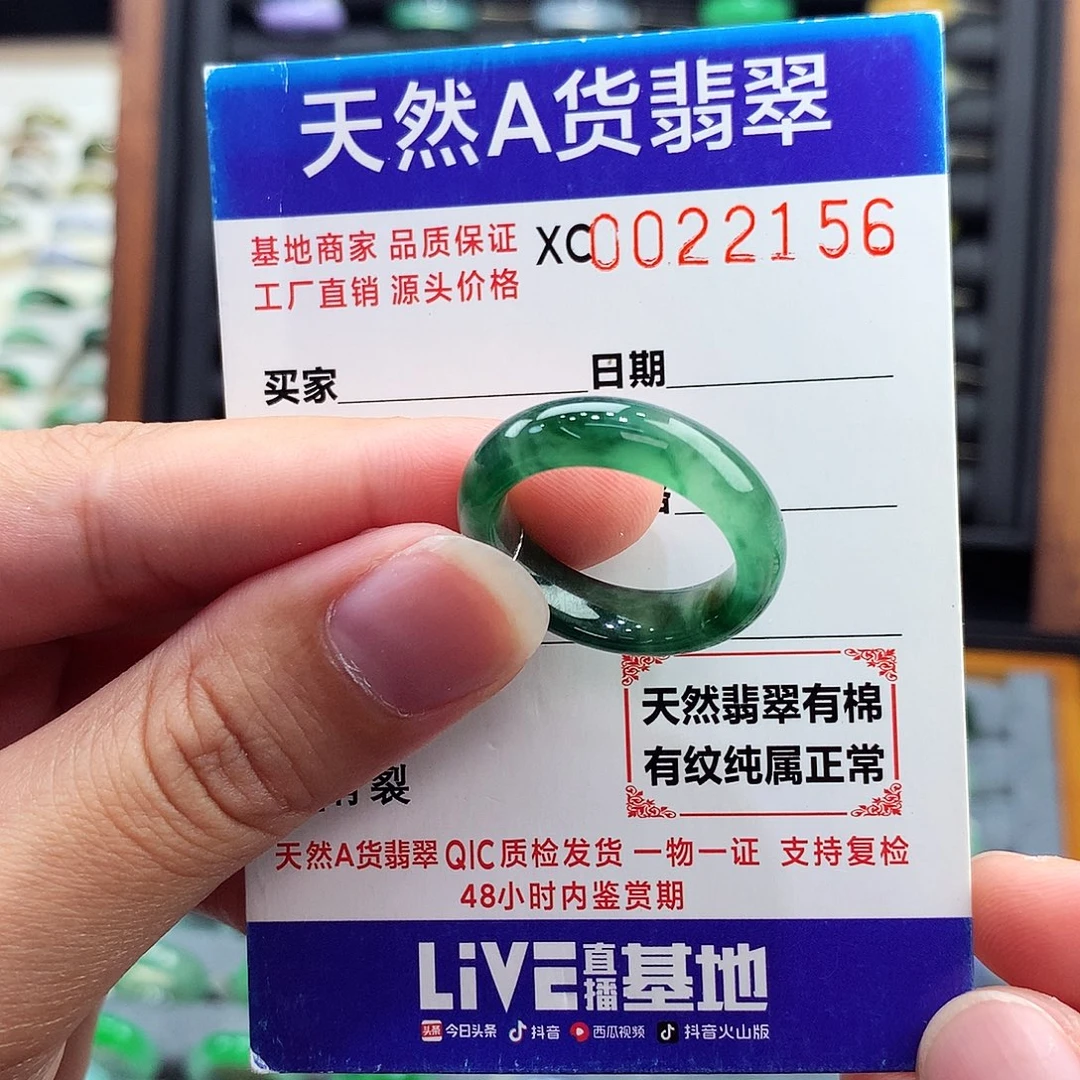 天然A货翡翠
基地商家 品质保证
工厂直销 源头价格
XC0022156
买家 日期
天然翡翠有棉
有纹纯属正常
裂
天然A货翡翠QIC质检发货 一物一证 支持复检
48小时内鉴赏期
LiVE直播基地
头条 今日头条 抖音 西瓜视频 抖音火山版